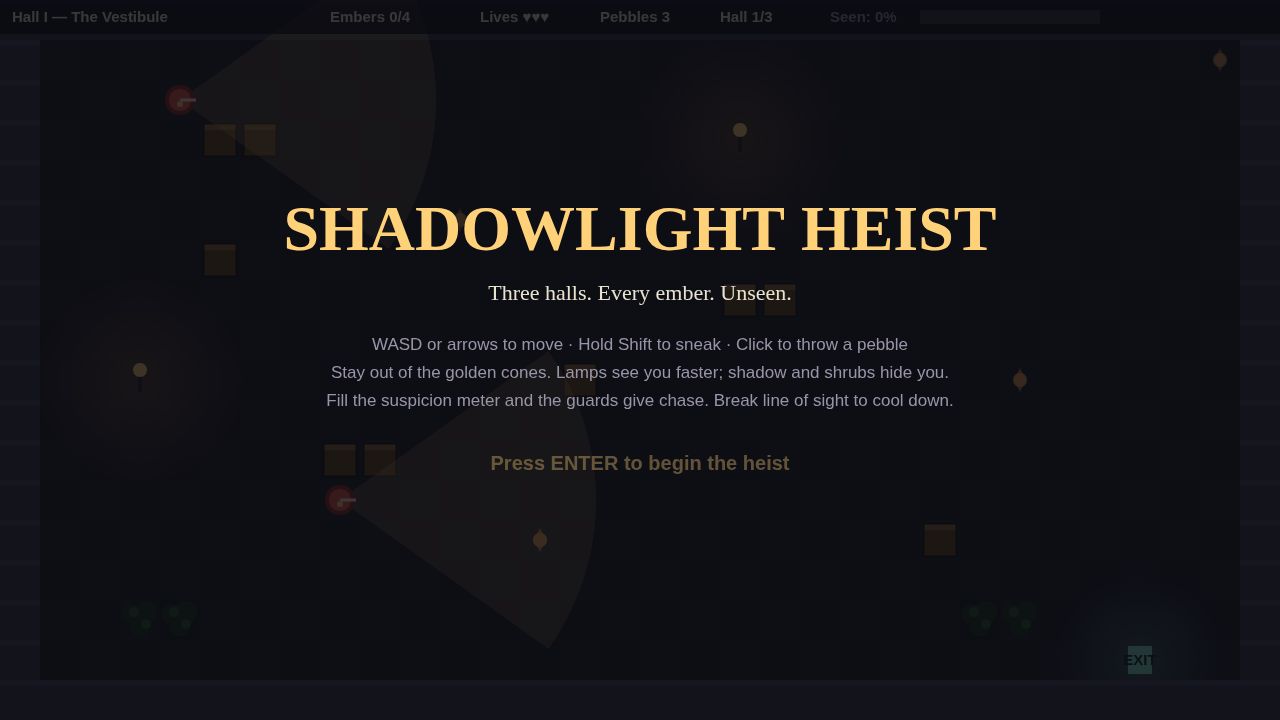 Hall I — The Vestibule Embers 0/4 Lives ♥♥♥ Pebbles 3 Hall 1/3 Seen: 0%
SHADOWLIGHT HEIST
Three halls. Every ember. Unseen.
WASD or arrows to move · Hold Shift to sneak · Click to throw a pebble
Stay out of the golden cones. Lamps see you faster; shadow and shrubs hide you.
Fill the suspicion meter and the guards give chase. Break line of sight to cool down.
Press ENTER to begin the heist
EXIT